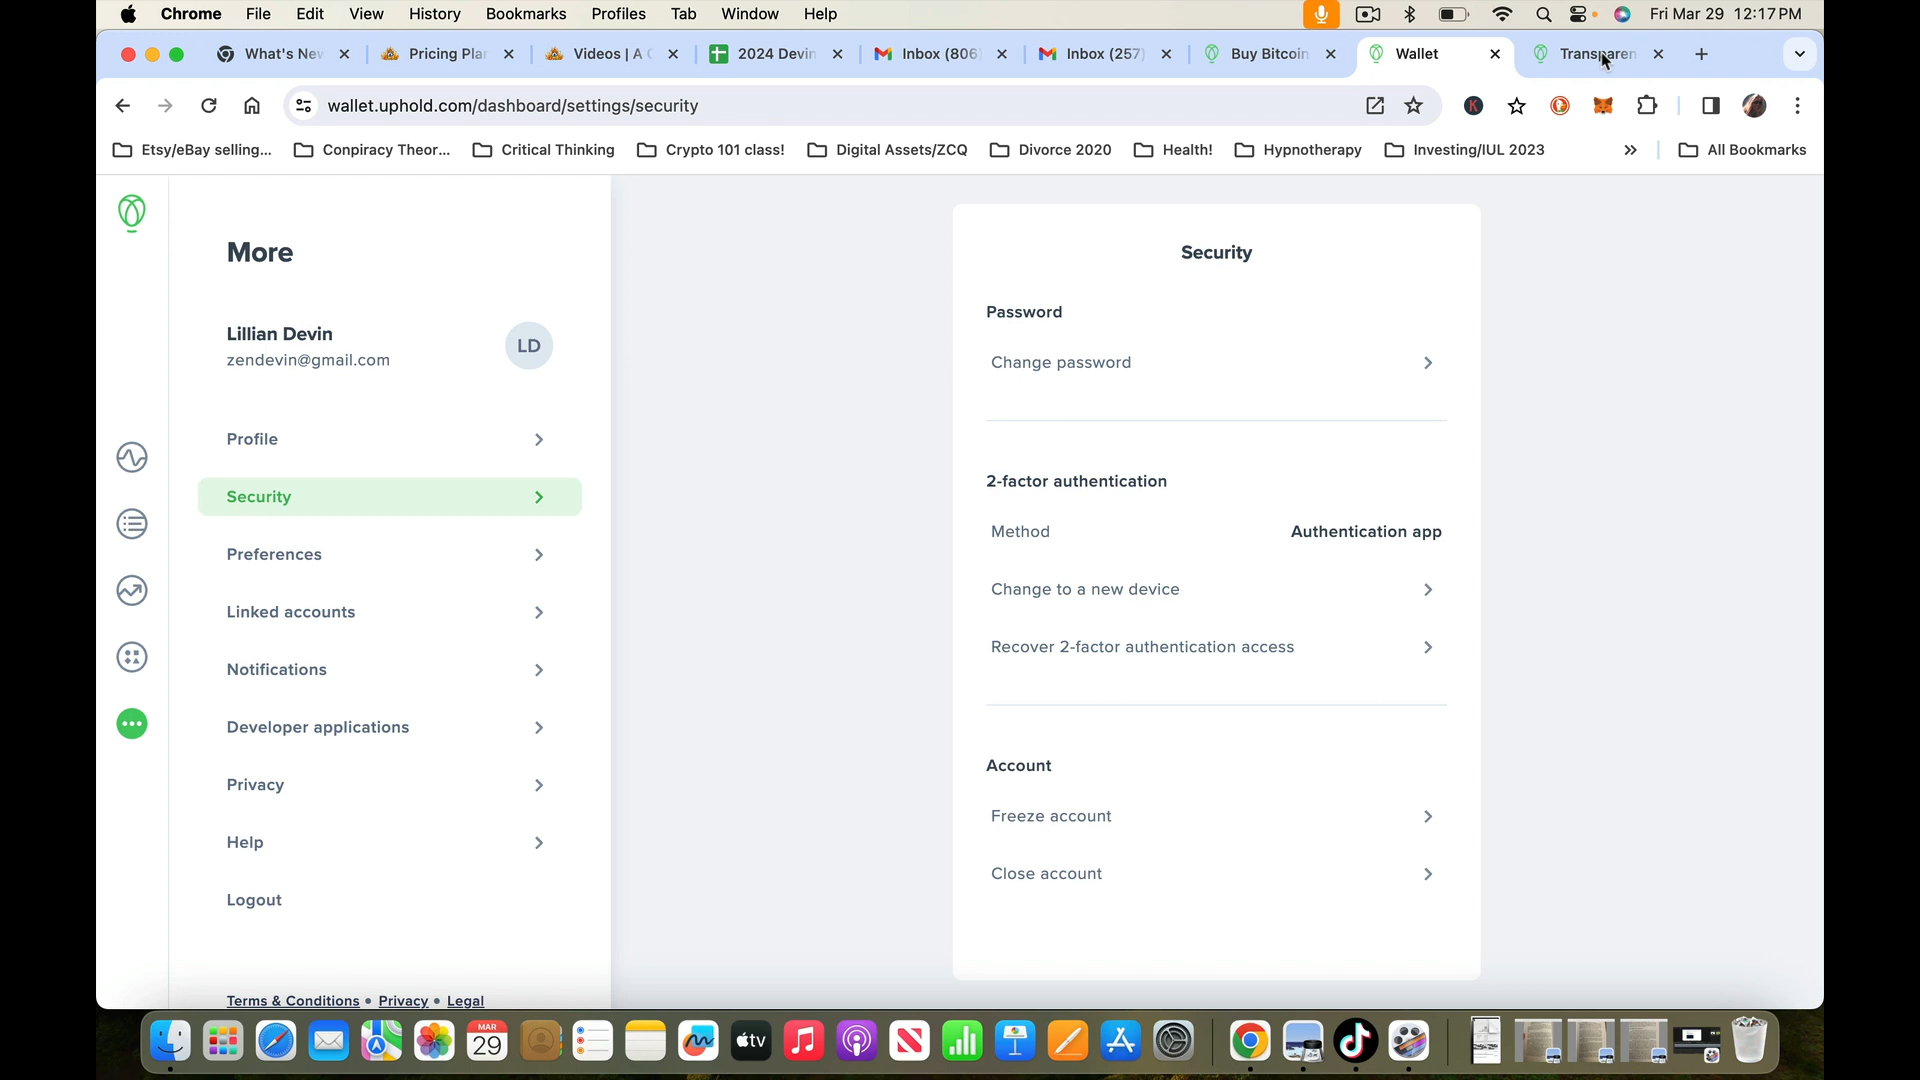 Chrome File Edit View History Bookmarks Profiles Tab Window Help Fri Mar 29 12:17 PM
What's Ne Pricing Pla Videos | A 2024 Devin Inbox (806 Inbox (257) Buy Bitcoin Wallet Transparen
wallet.uphold.com/dashboard/settings/security
K
Etsy/eBay selling... Conpiracy Theor... Critical Thinking Crypto 101 class! Digital Assets/ZCQ Divorce 2020 Health! Hypnotherapy Investing/IUL 2023 » All Bookmarks
More
Lillian Devin
zendevin@gmail.com
LD
Profile
Security
Preferences
Linked accounts
Notifications
Developer applications
Privacy
Help
Logout
Terms & Conditions • Privacy • Legal
Security
Password
Change password
2-factor authentication
Method Authentication app
Change to a new device
Recover 2-factor authentication access
Account
Freeze account
Close account
MAR
29
tv